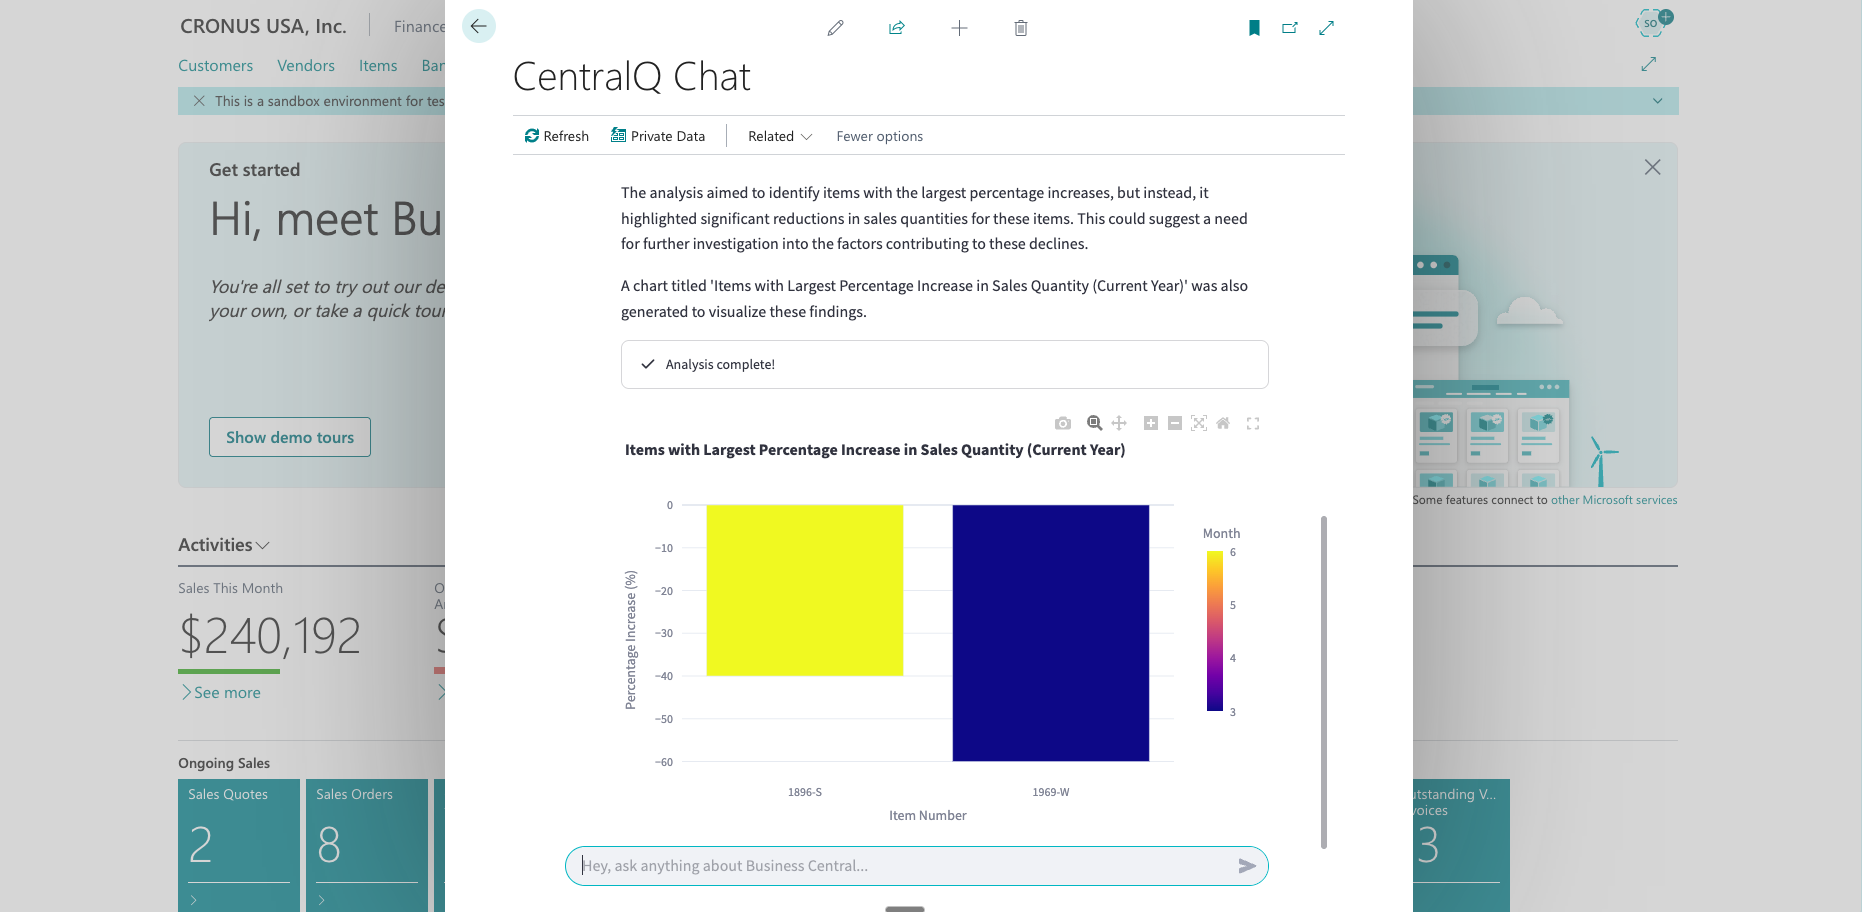 CRONUS USA, Inc.
Finance
Customers Vendors Items Ban
This is a sandbox environment for tes
Get started
Hi, meet Bu
You're all set to try out our de
your own, or take a quick tour
Show demo tours
Activities
Sales This Month
$240,192
See more
Ongoing Sales
Sales Quotes
2
Sales Orders
8
CentralQ Chat
Refresh Private Data Related Fewer options
The analysis aimed to identify items with the largest percentage increases, but instead, it
highlighted significant reductions in sales quantities for these items. This could suggest a need
for further investigation into the factors contributing to these declines.
A chart titled 'Items with Largest Percentage Increase in Sales Quantity (Current Year)' was also
generated to visualize these findings.
Analysis complete!
Items with Largest Percentage Increase in Sales Quantity (Current Year)
Percentage Increase (%)
0
−10
−20
−30
−40
−50
−60
1896-S 1969-W
Item Number
Month
6
5
4
3
Hey, ask anything about Business Central...
SO
Some features connect to other Microsoft services
utstanding V...
voices
3